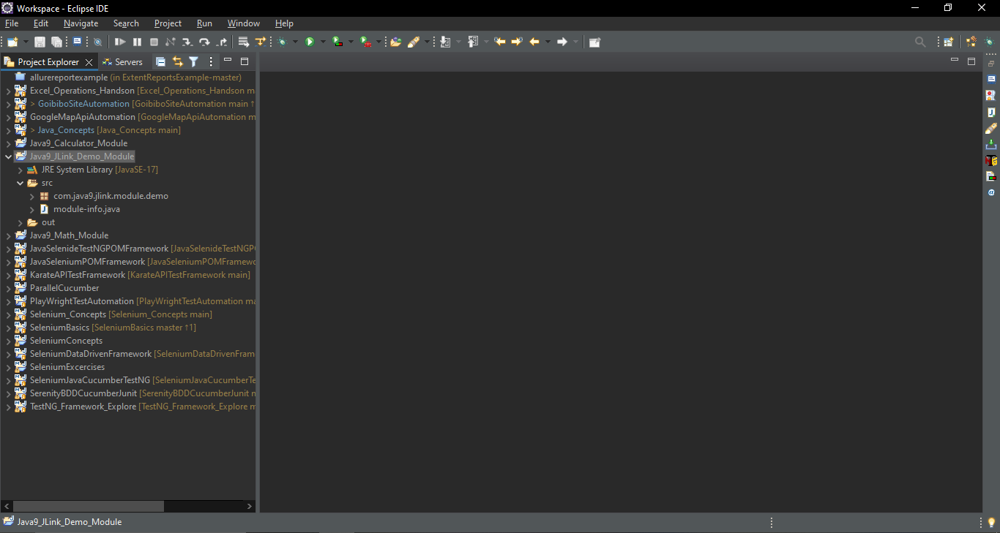 Workspace - Eclipse IDE
File Edit Navigate Search Project Run Window Help
Project Explorer Servers
allurereportexample (in ExtentReportsExample-master)
Excel_Operations_Handson [Excel_Operations_Handson m
> GoibiboSiteAutomation [GoibiboSiteAutomation main ↑
GoogleMapApiAutomation [GoogleMapApiAutomation m
> Java_Concepts [Java_Concepts main]
Java9_Calculator_Module
Java9_JLink_Demo_Module
JRE System Library [JavaSE-17]
src
com.java9.jlink.module.demo
module-info.java
out
Java9_Math_Module
JavaSelenideTestNGPOMFramework [JavaSelenideTestNGP
JavaSeleniumPOMFramework [JavaSeleniumPOMFramewo
KarateAPITestFramework [KarateAPITestFramework main]
ParallelCucumber
PlayWrightTestAutomation [PlayWrightTestAutomation ma
Selenium_Concepts [Selenium_Concepts main]
SeleniumBasics [SeleniumBasics master ↑1]
SeleniumConcepts
SeleniumDataDrivenFramework [SeleniumDataDrivenFram
SeleniumExcercises
SeleniumJavaCucumberTestNG [SeleniumJavaCucumberTe
SerenityBDDCucumberJunit [SerenityBDDCucumberJunit m
TestNG_Framework_Explore [TestNG_Framework_Explore m
Java9_JLink_Demo_Module